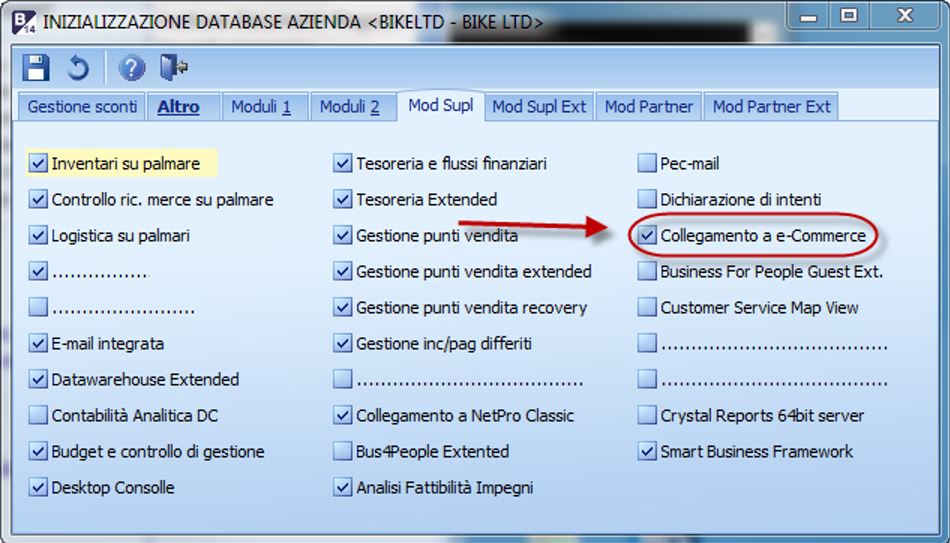 B 14 INIZIALIZZAZIONE DATABASE AZIENDA <BIKELTD - BIKE LTD>
Gestione sconti Altro Moduli 1 Moduli 2 Mod Supl Mod Supl Ext Mod Partner Mod Partner Ext
Inventari su palmare
Controllo ric. merce su palmare
Logistica su palmari
................
.......................
E-mail integrata
Datawarehouse Extended
Contabilità Analitica DC
Budget e controllo di gestione
Desktop Consolle
Tesoreria e flussi finanziari
Tesoreria Extended
Gestione punti vendita
Gestione punti vendita extended
Gestione punti vendita recovery
Gestione inc/pag differiti
.....................................
Collegamento a NetPro Classic
Bus4People Extented
Analisi Fattibilità Impegni
Pec-mail
Dichiarazione di intenti
Collegamento a e-Commerce
Business For People Guest Ext.
Customer Service Map View
.....................................
.....................................
Crystal Reports 64bit server
Smart Business Framework